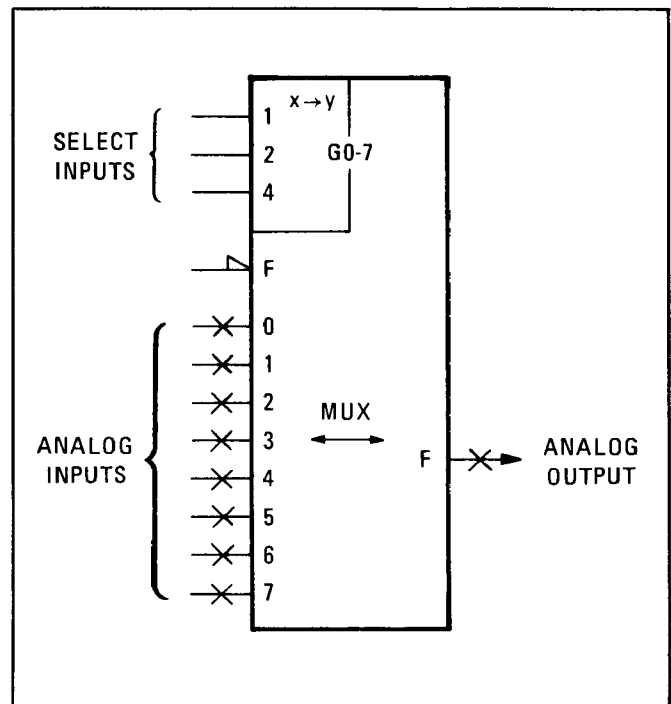 x→y
1
SELECT
INPUTS
2
G0-7
4
F
0
1
2
MUX
3
ANALOG
INPUTS
F
ANALOG
OUTPUT
4
5
6
7